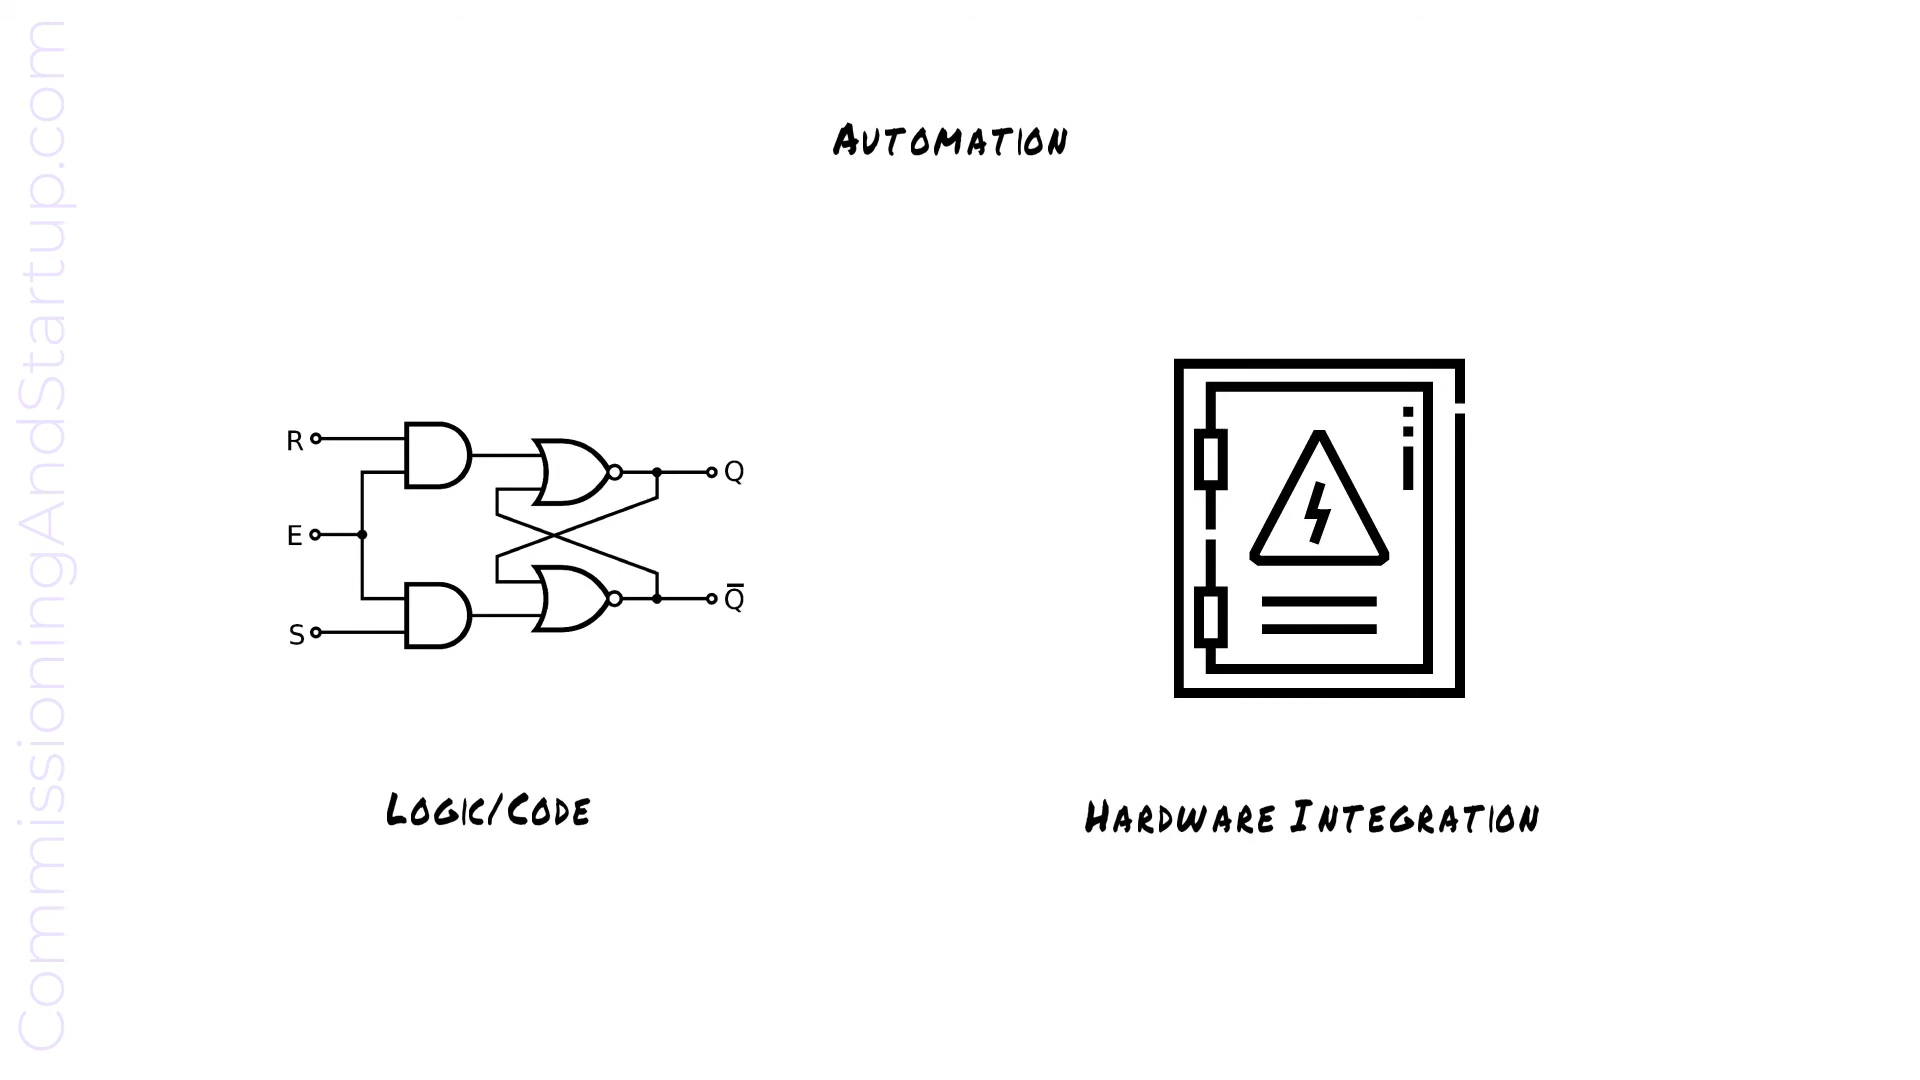 CommissioningAndStartup.com
Automation
R
E
S
Q
Q̅
Logic/Code
Hardware Integration